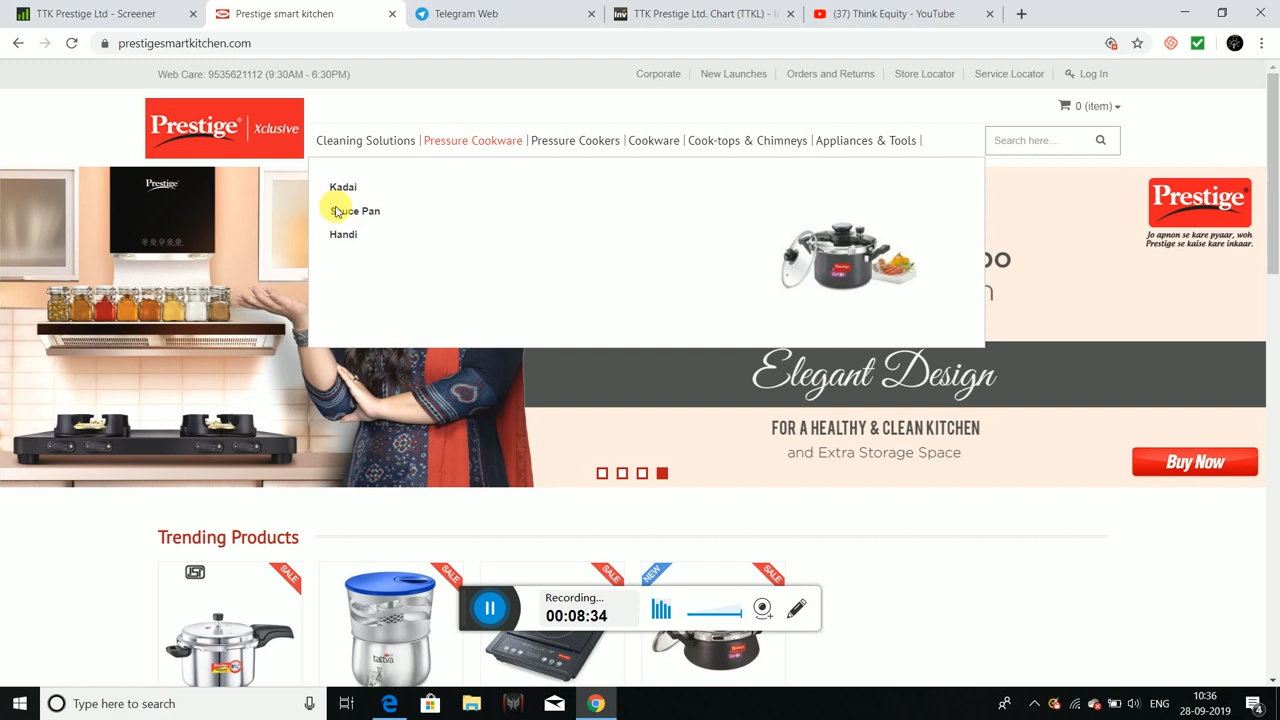 TTK Prestige Ltd - Screener
Prestige smart kitchen
Telegram Web
TTK Prestige Ltd. Chart (TTKL) -
(37) Think Equity - YouTube
prestigesmartkitchen.com
Web Care: 9535621112 (9:30AM - 6:30PM)
Corporate
New Launches
Orders and Returns
Store Locator
Service Locator
Log In
0 (item)
Prestige Xclusive
Cleaning Solutions | Pressure Cookware | Pressure Cookers | Cookware | Cook-tops & Chimneys | Appliances & Tools |
Search here....
Kadai
Sauce Pan
Handi
Prestige
Prestige
Jo apnon se kare pyaar, woh
Prestige se kaise kare inkaar.
Elegant Design
FOR A HEALTHY & CLEAN KITCHEN
and Extra Storage Space
Buy Now
Trending Products
SALE
SALE
SALE
NEW
SALE
tattva
Recording...
00:08:34
Type here to search
ENG
10:36
28-09-2019
4